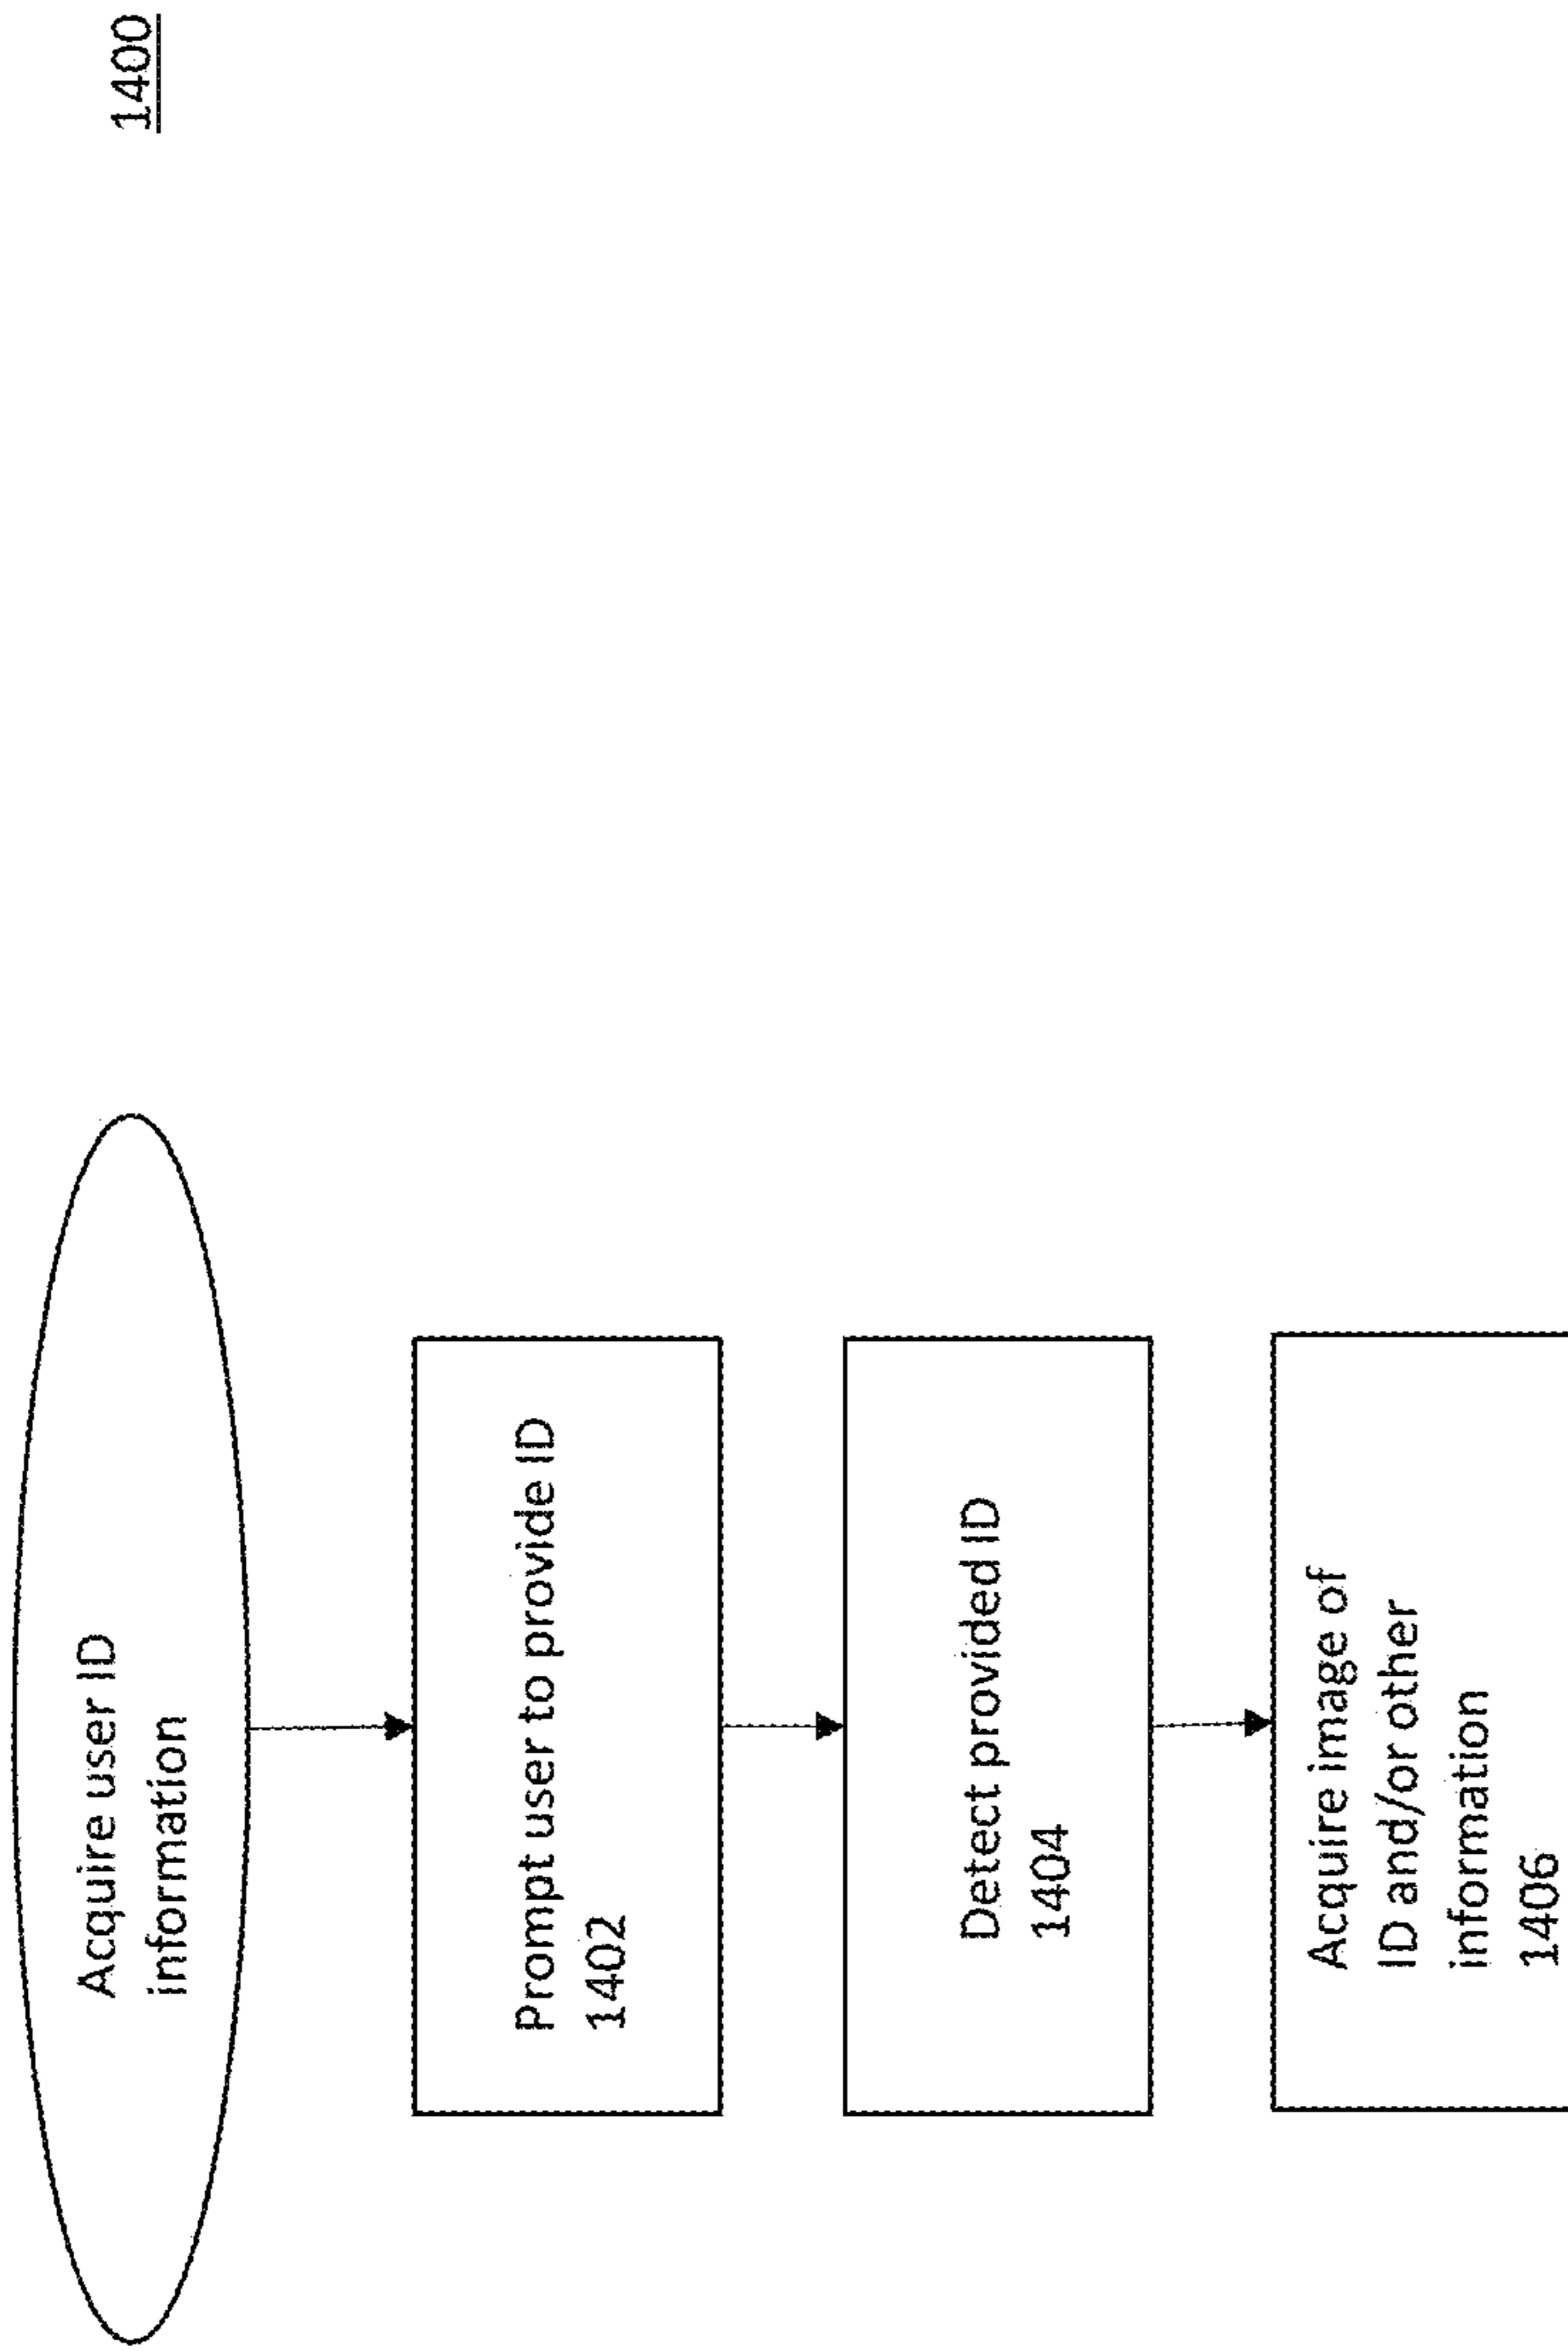 1400
Acquire user ID
information
Prompt user to provide ID
1402
Detect provided ID
1404
Acquire image of
ID and/or other
information
1406